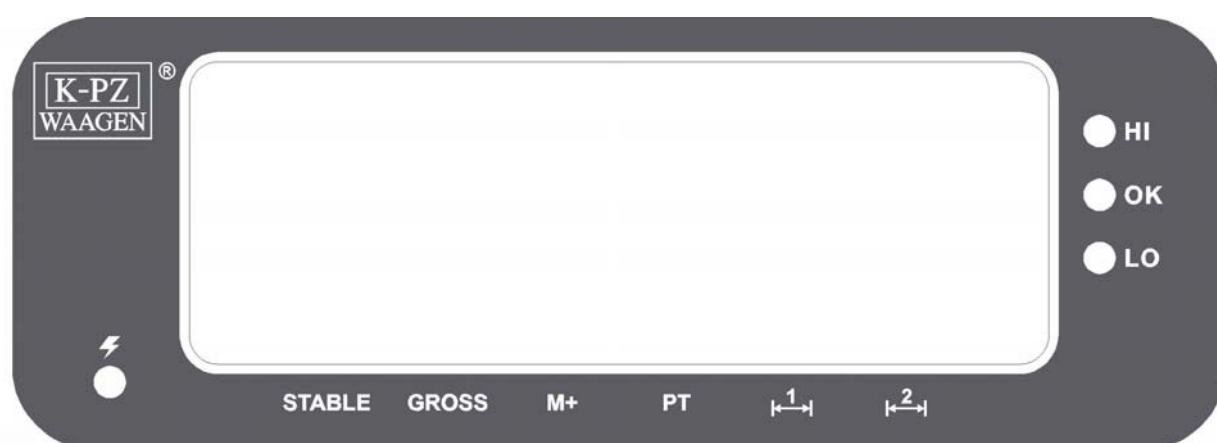 K-PZ ®
WAAGEN
HI
OK
LO
STABLE GROSS M+ PT 1 2